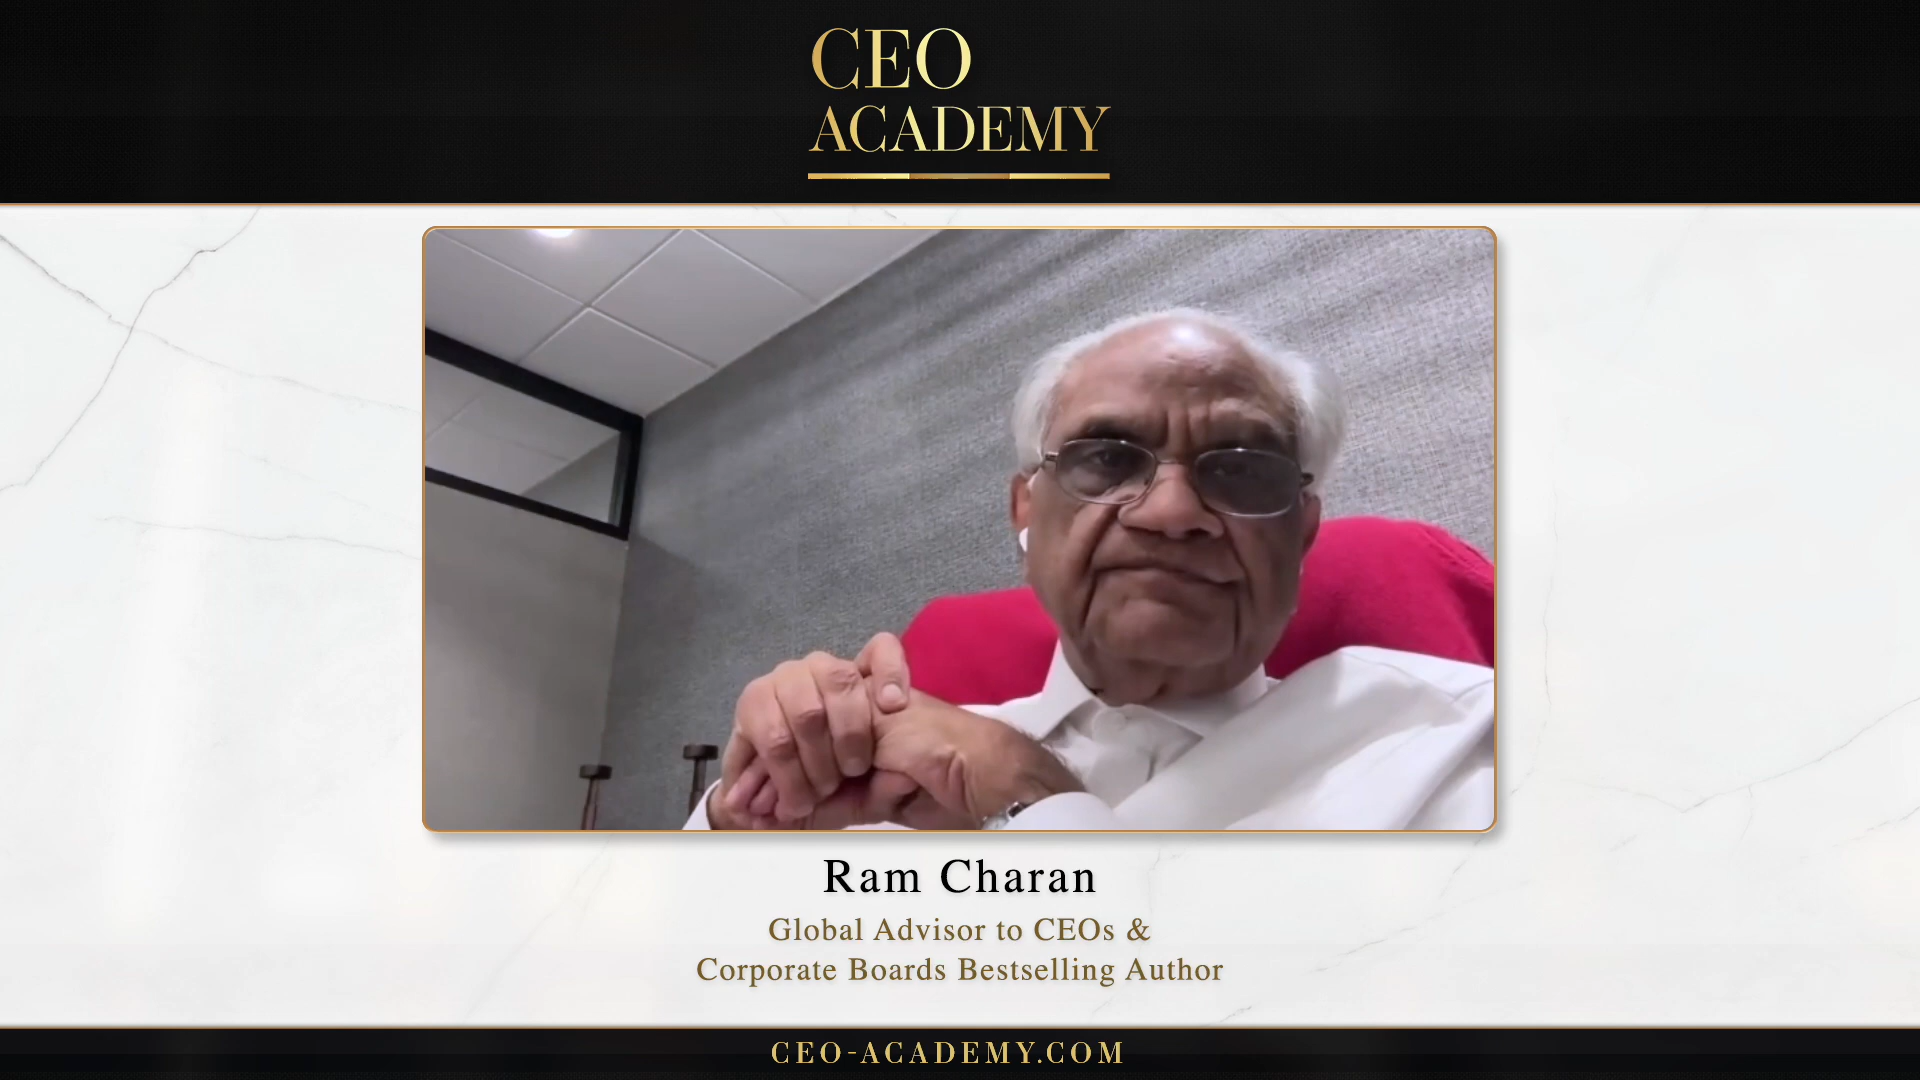 CEO
ACADEMY
Ram Charan
Global Advisor to CEOs &
Corporate Boards Bestselling Author
CEO-ACADEMY.COM